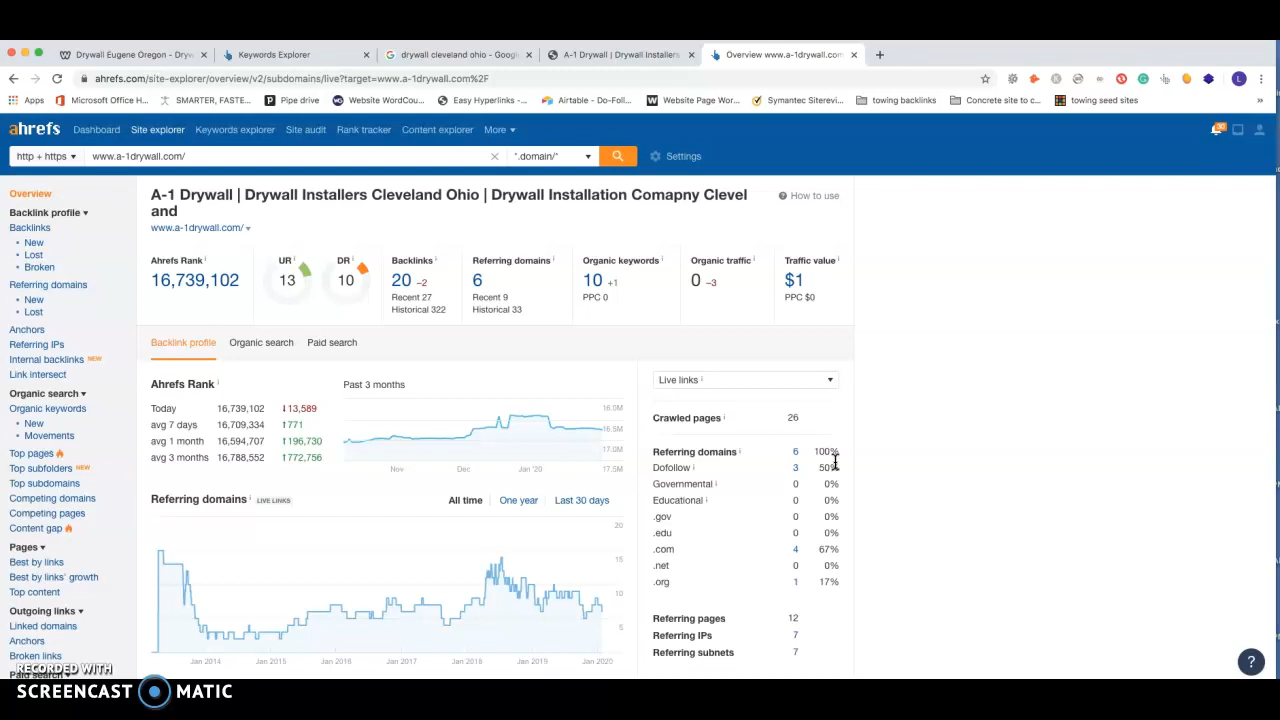 Drywall Eugene Oregon - Dryw
Keywords Explorer
drywall cleveland ohio - Googl
A-1 Drywall | Drywall Installers
Overview www.a-1drywall.com
ahrefs.com/site-explorer/overview/v2/subdomains/live?target=www.a-1drywall.com%2F
L
Apps
Microsoft Office H...
SMARTER, FASTE...
Pipe drive
Website WordCou...
Easy Hyperlinks -...
Airtable - Do-Foll...
Website Page Wor...
Symantec Siterevi...
towing backlinks
Concrete site to c...
towing seed sites
»
ahrefs
Dashboard
Site explorer
Keywords explorer
Site audit
Rank tracker
Content explorer
More
http + https
www.a-1drywall.com/
*.domain/*
Settings
Overview
Backlink profile
Backlinks
• New
• Lost
• Broken
Referring domains
• New
• Lost
Anchors
Referring IPs
Internal backlinks NEW
Link intersect
Organic search
Organic keywords
• New
• Movements
Top pages
Top subfolders NEW
Top subdomains
Competing domains
Competing pages
Content gap
Pages
Best by links
Best by links' growth
Top content
Outgoing links
Linked domains
Anchors
Broken links
A-1 Drywall | Drywall Installers Cleveland Ohio | Drywall Installation Comapny Clevel
and
www.a-1drywall.com/
How to use
Ahrefs Rank
16,739,102
UR
13
DR
10
Backlinks
20 –2
Recent 27
Historical 322
Referring domains
6
Recent 9
Historical 33
Organic keywords
10 +1
PPC 0
Organic traffic
0 –3
Traffic value
$1
PPC $0
Backlink profile
Organic search
Paid search
Ahrefs Rank
Past 3 months
Today 16,739,102 ↓13,589
avg 7 days 16,709,334 ↑771
avg 1 month 16,594,707 ↑196,730
avg 3 months 16,788,552 ↑772,756
16.0M
16.5M
17.0M
17.5M
Nov
Dec
Jan '20
Referring domains LIVE LINKS
All time
One year
Last 30 days
20
15
10
5
Jan 2014
Jan 2015
Jan 2016
Jan 2017
Jan 2018
Jan 2019
Jan 2020
Live links
Crawled pages 26
Referring domains 6 100%
Dofollow 3 50%
Governmental 0 0%
Educational 0 0%
.gov 0 0%
.edu 0 0%
.com 4 67%
.net 0 0%
.org 1 17%
Referring pages 12
Referring IPs 7
Referring subnets 7
?
RECORDED WITH
SCREENCAST MATIC